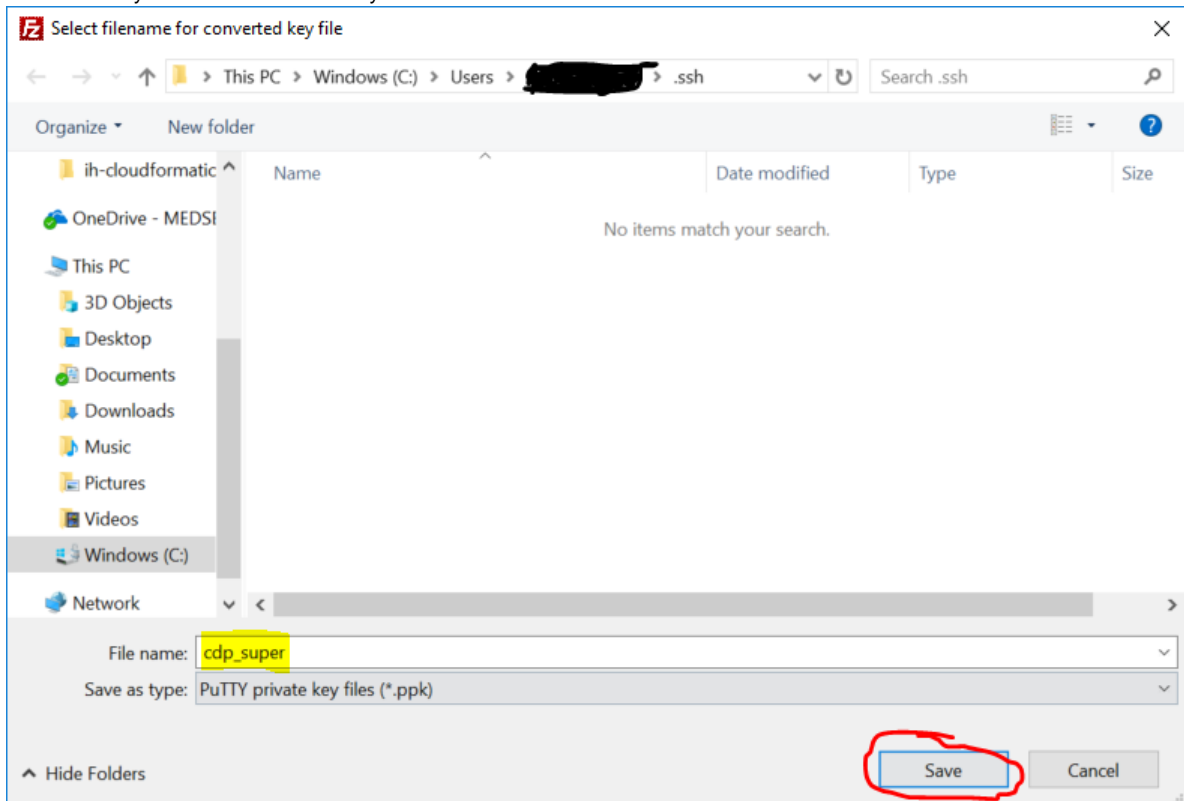 Select filename for converted key file
This PC > Windows (C:) > Users > > .ssh
Search .ssh
Organize
New folder
ih-cloudformatic
OneDrive - MEDSE
This PC
3D Objects
Desktop
Documents
Downloads
Music
Pictures
Videos
Windows (C:)
Network
Name
Date modified
Type
Size
No items match your search.
File name: cdp_super
Save as type: PuTTY private key files (*.ppk)
Hide Folders
Save
Cancel